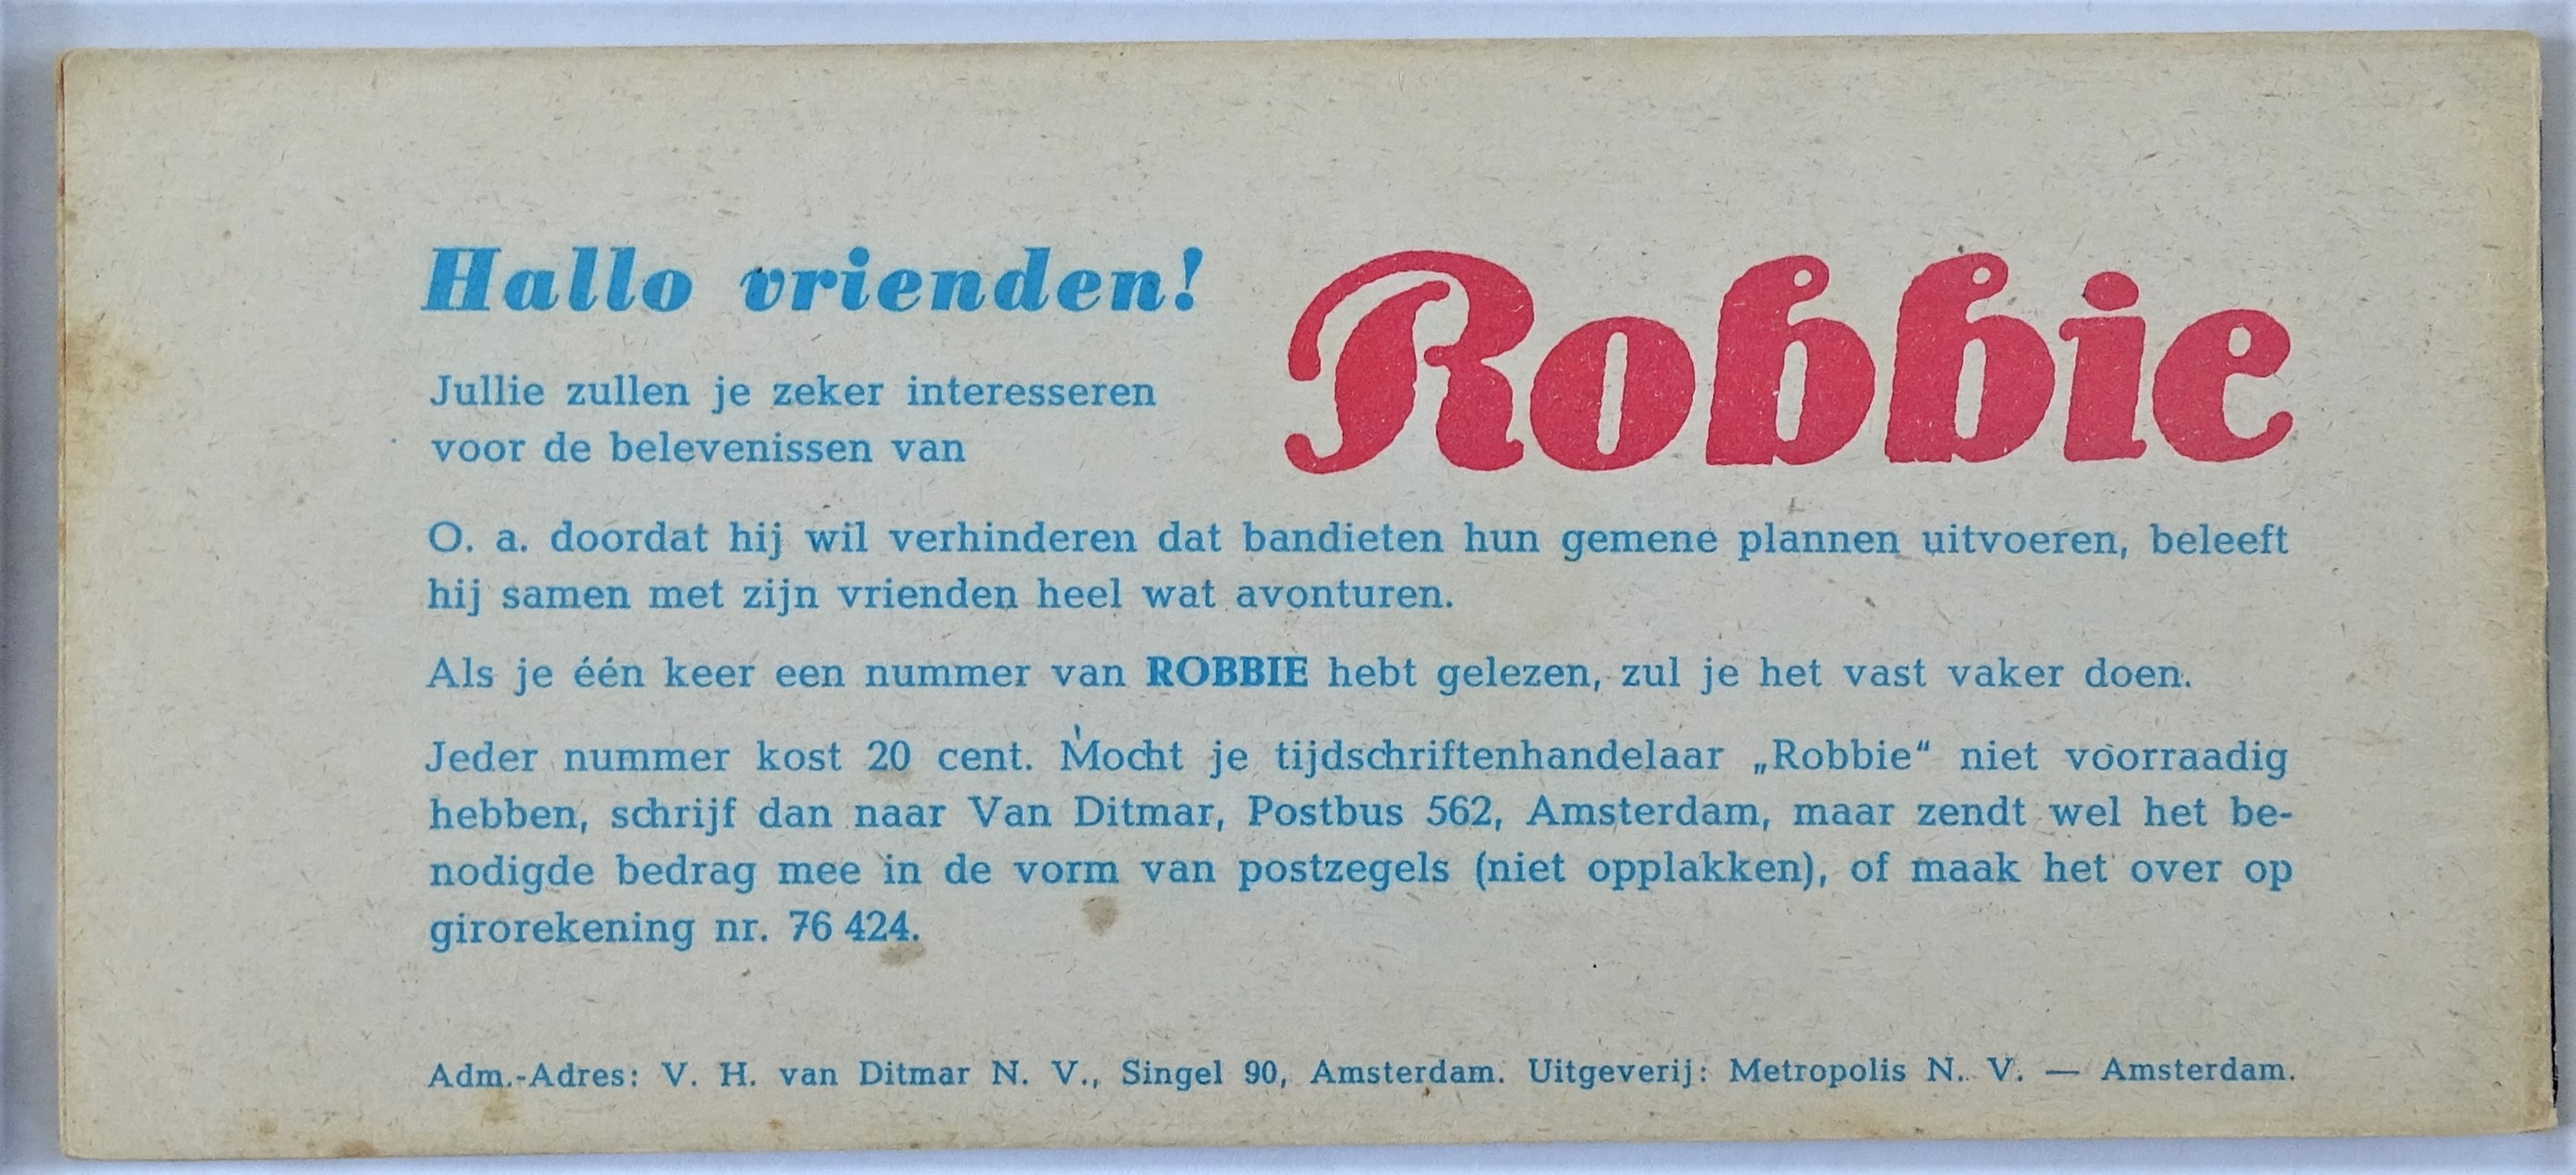 Hallo vrienden!
Robbie
Jullie zullen je zeker interesseren
voor de belevenissen van
O. a. doordat hij wil verhinderen dat bandieten hun gemene plannen uitvoeren, beleeft
hij samen met zijn vrienden heel wat avonturen.
Als je één keer een nummer van ROBBIE hebt gelezen, zul je het vast vaker doen.
Jeder nummer kost 20 cent. Mocht je tijdschriftenhandelaar „Robbie“ niet voorraadig
hebben, schrijf dan naar Van Ditmar, Postbus 562, Amsterdam, maar zendt wel het be-
nodigde bedrag mee in de vorm van postzegels (niet opplakken), of maak het over op
girorekening nr. 76 424.
Adm.-Adres: V. H. van Ditmar N. V., Singel 90, Amsterdam. Uitgeverij: Metropolis N. V. — Amsterdam.